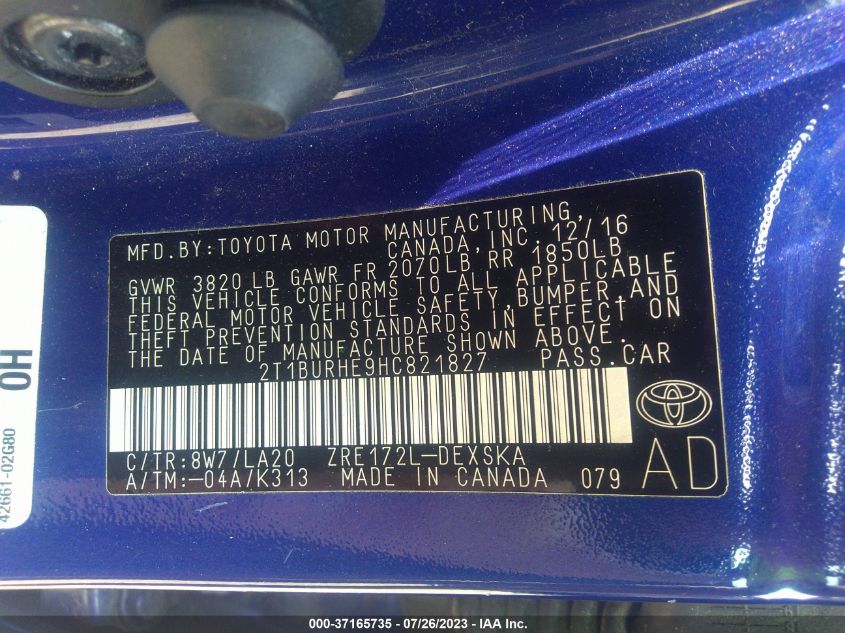 MFD.BY:TOYOTA MOTOR MANUFACTURING,
CANADA,INC. 12/16
GVWR 3820 LB GAWR FR 2070LB RR 1850LB
THIS VEHICLE CONFORMS TO ALL APPLICABLE
FEDERAL MOTOR VEHICLE SAFETY,BUMPER,AND
THEFT PREVENTION STANDARDS IN EFFECT ON
THE DATE OF MANUFACTURE SHOWN ABOVE.
2T1BURHE9HC821827 PASS.CAR
C/TR:8W7/LA20 ZRE172L-DEXSKA
A/TM:-04A/K313 MADE IN CANADA 079
AD
HO
42661-02G80
000-37165735 - 07/26/2023 - IAA Inc.